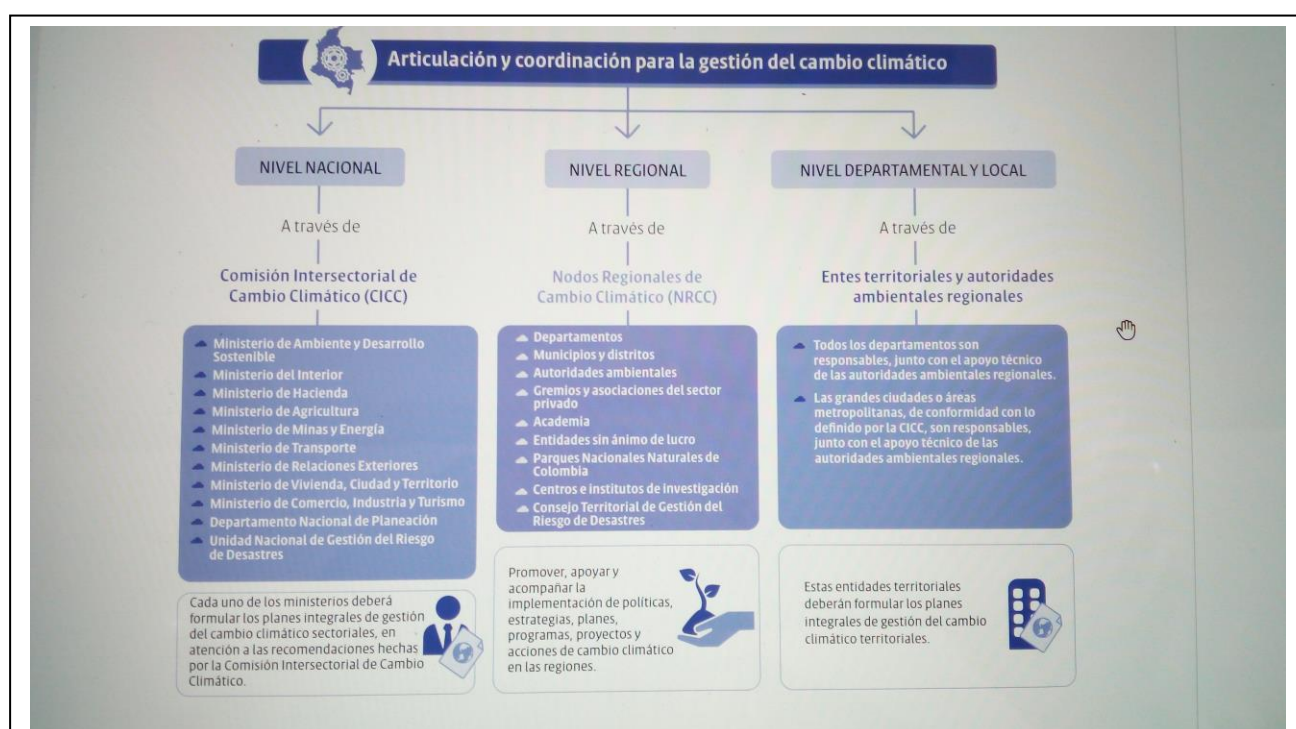 Articulación y coordinación para la gestión del cambio climático
NIVEL NACIONAL
A través de
Comisión Intersectorial de
Cambio Climático (CICC)
Ministerio de Ambiente y Desarrollo
Sostenible
Ministerio del Interior
Ministerio de Hacienda
Ministerio de Agricultura
Ministerio de Minas y Energía
Ministerio de Transporte
Ministerio de Relaciones Exteriores
Ministerio de Vivienda, Ciudad y Territorio
Ministerio de Comercio, Industria y Turismo
Departamento Nacional de Planeación
Unidad Nacional de Gestión del Riesgo
de Desastres
Cada uno de los ministerios deberá
formular los planes integrales de gestión
del cambio climático sectoriales, en
atención a las recomendaciones hechas
por la Comisión Intersectorial de Cambio
Climático.
NIVEL REGIONAL
A través de
Nodos Regionales de
Cambio Climático (NRCC)
Departamentos
Municipios y distritos
Autoridades ambientales
Gremios y asociaciones del sector
privado
Academia
Entidades sin ánimo de lucro
Parques Nacionales Naturales de
Colombia
Centros e institutos de investigación
Consejo Territorial de Gestión del
Riesgo de Desastres
Promover, apoyar y
acompañar la
implementación de políticas,
estrategias, planes,
programas, proyectos y
acciones de cambio climático
en las regiones.
NIVEL DEPARTAMENTAL Y LOCAL
A través de
Entes territoriales y autoridades
ambientales regionales
Todos los departamentos son
responsables, junto con el apoyo técnico
de las autoridades ambientales regionales.
Las grandes ciudades o áreas
metropolitanas, de conformidad con lo
definido por la CICC, son responsables,
junto con el apoyo técnico de las
autoridades ambientales regionales.
Estas entidades territoriales
deberán formular los planes
integrales de gestión del cambio
climático territoriales.